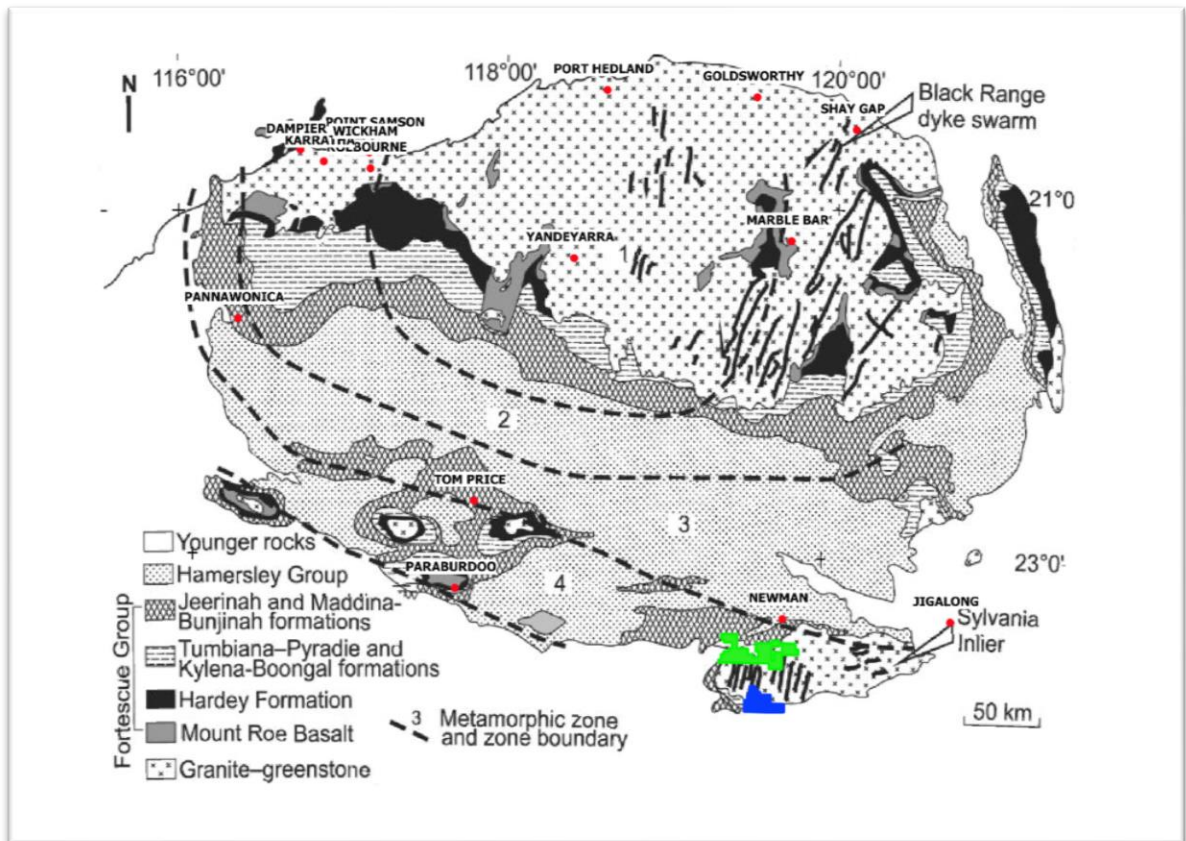 116°00'
118°00'
120°00'
N
PORT HEDLAND
GOLDSWORTHY
SHAY GAP
Black Range
dyke swarm
POINT SAMSON
DAMPIER
WICKHAM
21°0
MARBLE BAR
YANDEYARRA
1
PANNAWONICA
2
TOM PRICE
3
23°0'
PARABURDOO
4
NEWMAN
JIGALONG
Sylvania
Inlier
50 km
Fortescue Group
Younger rocks
Hamersley Group
Jeerinah and Maddina-
Bunjinah formations
Tumbiana–Pyradie and
Kylena-Boongal formations
Hardey Formation
Mount Roe Basalt
Granite–greenstone
3 Metamorphic zone
and zone boundary